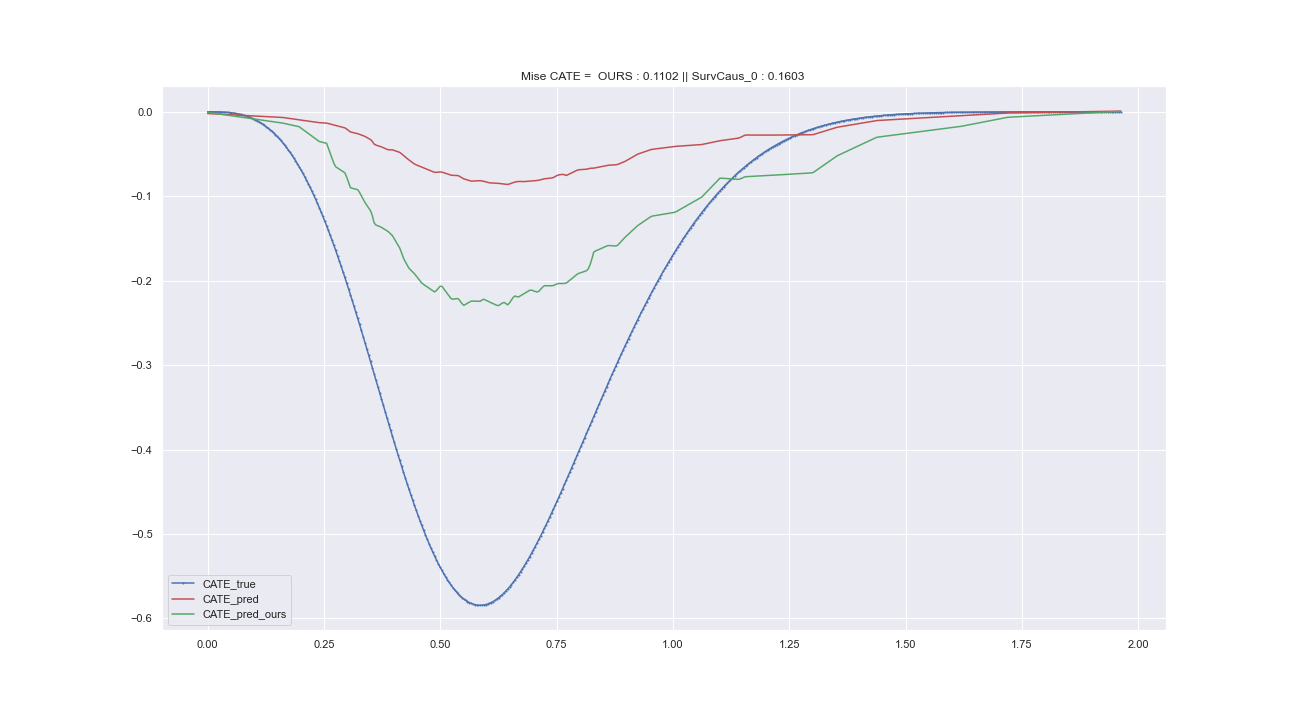 Mise CATE =  OURS : 0.1102 || SurvCaus_0 : 0.1603
0.0
−0.1
−0.2
−0.3
−0.4
−0.5
−0.6
CATE_true
CATE_pred
CATE_pred_ours
0.00 0.25 0.50 0.75 1.00 1.25 1.50 1.75 2.00